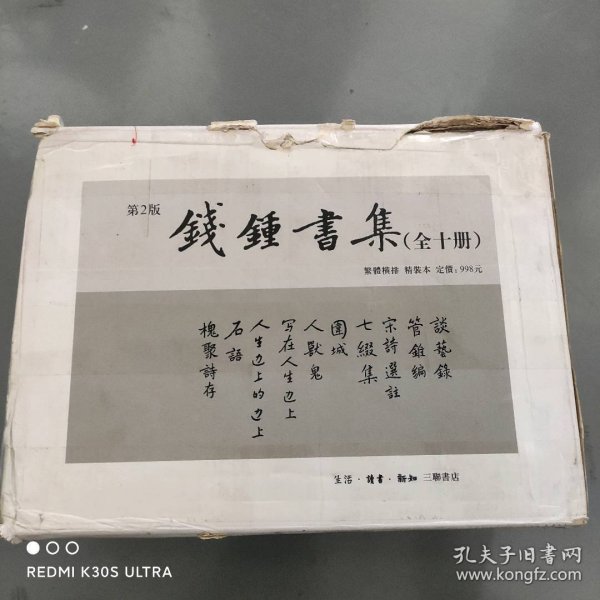 第2版
錢鍾書集(全十册)
繁體橫排 精裝本 定價:998元
談藝錄
管錐編
宋詩選註
七綴集
圍城
人獸鬼
写在人生边上
人生边上的边上
石語
槐聚詩存
生活·讀書·新知 三聯書店
REDMI K30S ULTRA
孔夫子旧书网
www.kongfz.com